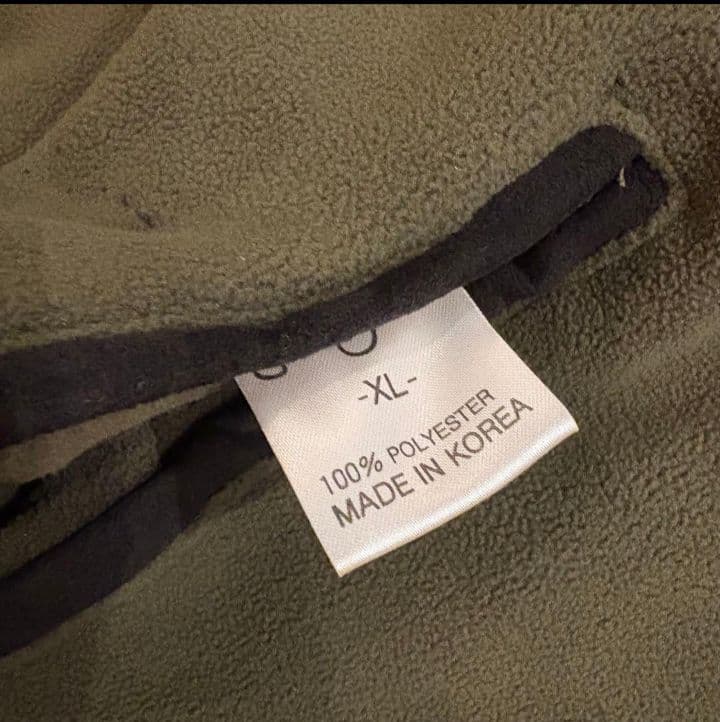 -XL-
100% POLYESTER
MADE IN KOREA